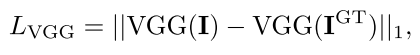 L_VGG = ||VGG(I) − VGG(I^GT)||_1,